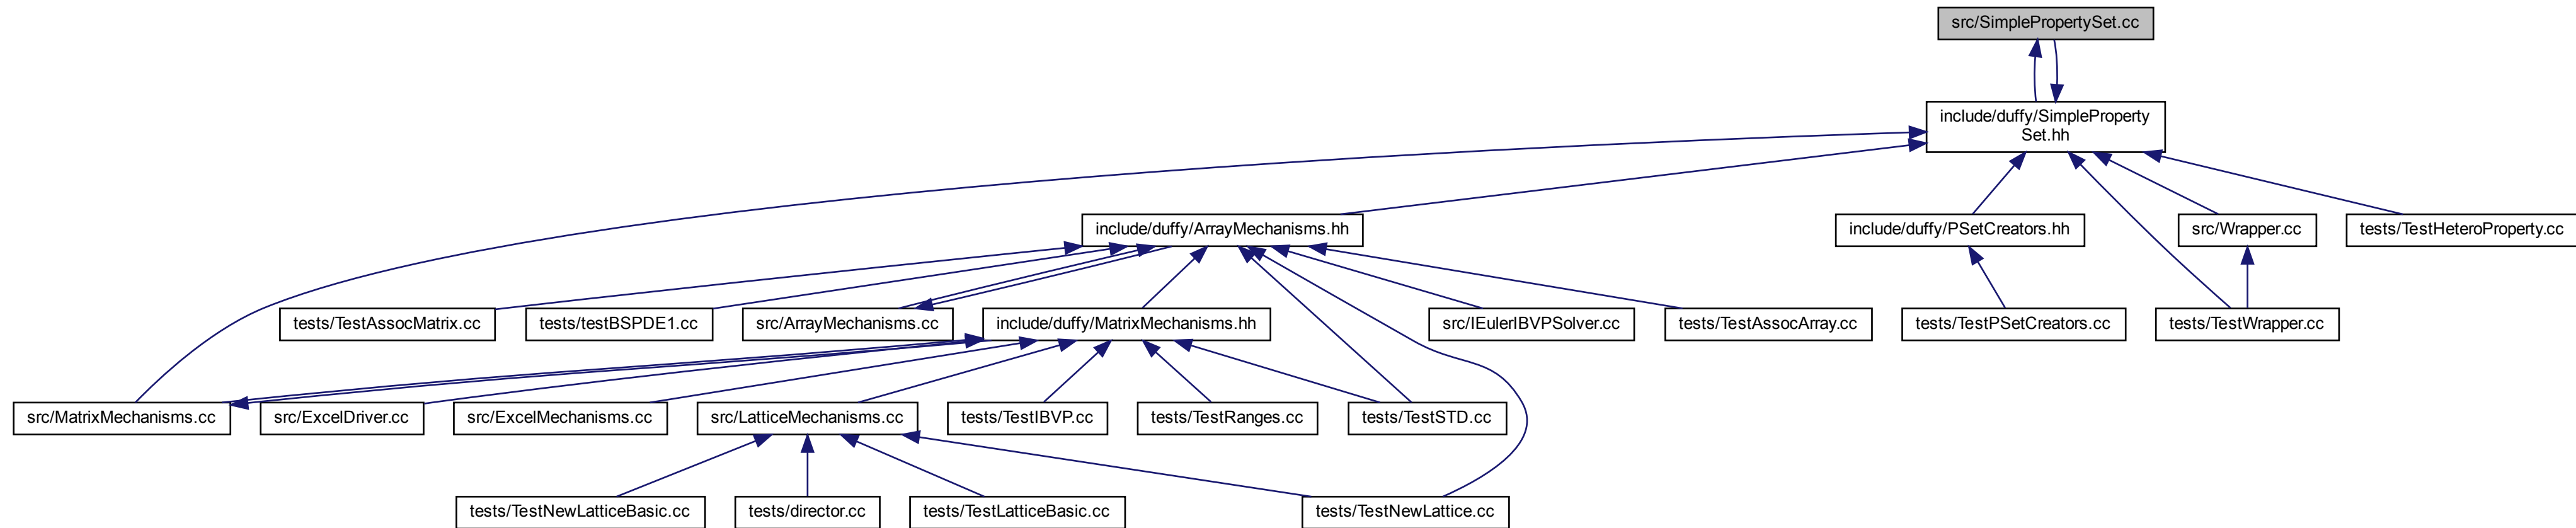 src/SimplePropertySet.cc
include/duffy/SimpleProperty
Set.hh
include/duffy/ArrayMechanisms.hh
include/duffy/PSetCreators.hh
src/Wrapper.cc
tests/TestHeteroProperty.cc
tests/TestAssocMatrix.cc
tests/testBSPDE1.cc
src/ArrayMechanisms.cc
include/duffy/MatrixMechanisms.hh
src/IEulerIBVPSolver.cc
tests/TestAssocArray.cc
tests/TestPSetCreators.cc
tests/TestWrapper.cc
src/MatrixMechanisms.cc
src/ExcelDriver.cc
src/ExcelMechanisms.cc
src/LatticeMechanisms.cc
tests/TestIBVP.cc
tests/TestRanges.cc
tests/TestSTD.cc
tests/TestNewLatticeBasic.cc
tests/director.cc
tests/TestLatticeBasic.cc
tests/TestNewLattice.cc